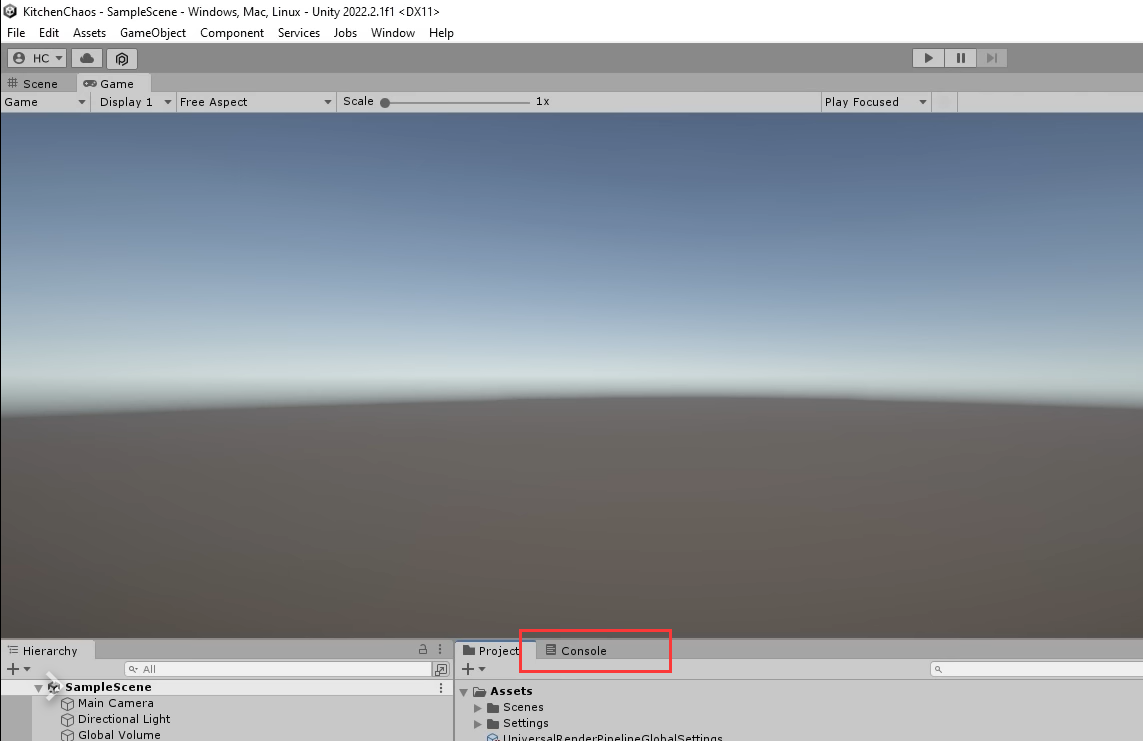 KitchenChaos - SampleScene - Windows, Mac, Linux - Unity 2022.2.1f1 <DX11>
File Edit Assets GameObject Component Services Jobs Window Help
HC
Scene Game
Game Display 1 Free Aspect Scale 1x Play Focused
Hierarchy
All
SampleScene
Main Camera
Directional Light
Global Volume
Project Console
Assets
Scenes
Settings
UniversalRenderPipelineGlobalSettings